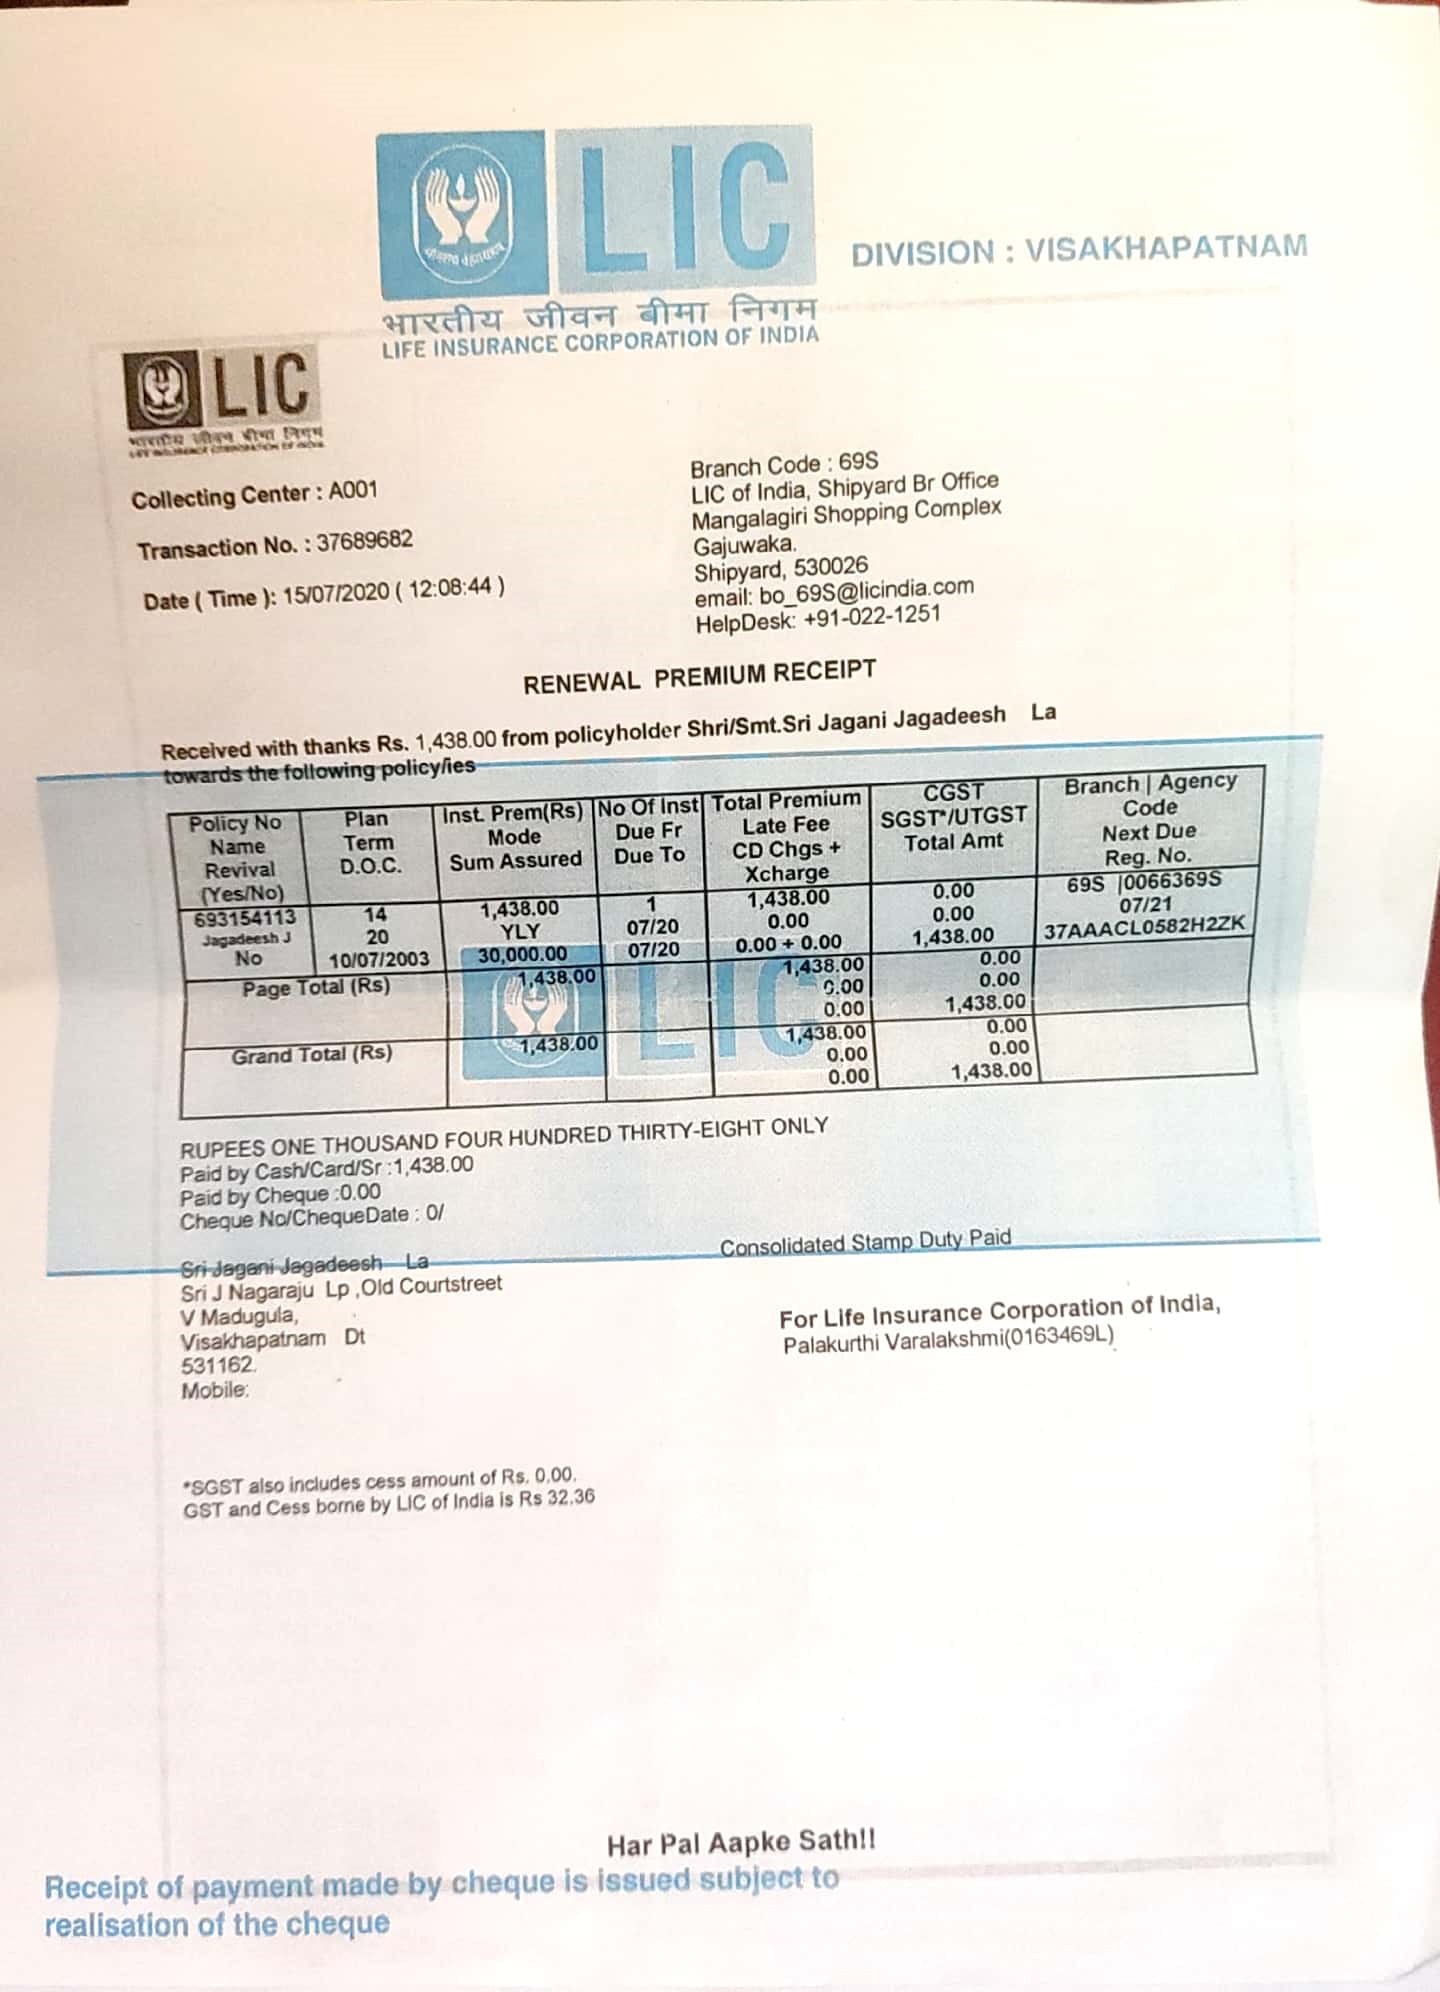 LIC
DIVISION : VISAKHAPATNAM
भारतीय जीवन बीमा निगम
LIFE INSURANCE CORPORATION OF INDIA
LIC
भारतीय जीवन बीमा निगम
LIFE INSURANCE CORPORATION OF INDIA
Collecting Center : A001
Transaction No. : 37689682
Date ( Time ): 15/07/2020 ( 12:08:44 )
Branch Code : 69S
LIC of India, Shipyard Br Office
Mangalagiri Shopping Complex
Gajuwaka.
Shipyard, 530026
email: bo_69S@licindia.com
HelpDesk: +91-022-1251
RENEWAL PREMIUM RECEIPT
Received with thanks Rs. 1,438.00 from policyholder Shri/Smt.Sri Jagani Jagadeesh La
towards the following policy/ies
Policy No Plan Inst. Prem(Rs) No Of Inst Total Premium CGST Branch | Agency
Name Term Mode Due Fr Late Fee SGST*/UTGST Code
Revival D.O.C. Sum Assured Due To CD Chgs + Total Amt Next Due
(Yes/No) Xcharge Reg. No.
693154113 14 1,438.00 1 1,438.00 0.00 69S |0066369S
Jagadeesh J 20 YLY 07/20 0.00 0.00 07/21
No 10/07/2003 30,000.00 07/20 0.00 + 0.00 1,438.00 37AAACL0582H2ZK
Page Total (Rs) 1,438.00 1,438.00 0.00
0.00 0.00
0.00 1,438.00
Grand Total (Rs) 1,438.00 1,438.00 0.00
0.00 0.00
0.00 1,438.00
LIC
RUPEES ONE THOUSAND FOUR HUNDRED THIRTY-EIGHT ONLY
Paid by Cash/Card/Sr :1,438.00
Paid by Cheque :0.00
Cheque No/ChequeDate : 0/
Consolidated Stamp Duty Paid
Sri Jagani Jagadeesh La
Sri J Nagaraju Lp ,Old Courtstreet
V Madugula,
Visakhapatnam Dt
531162.
Mobile:
For Life Insurance Corporation of India,
Palakurthi Varalakshmi(0163469L)
*SGST also includes cess amount of Rs. 0.00.
GST and Cess borne by LIC of India is Rs 32.36
Har Pal Aapke Sath!!
Receipt of payment made by cheque is issued subject to
realisation of the cheque